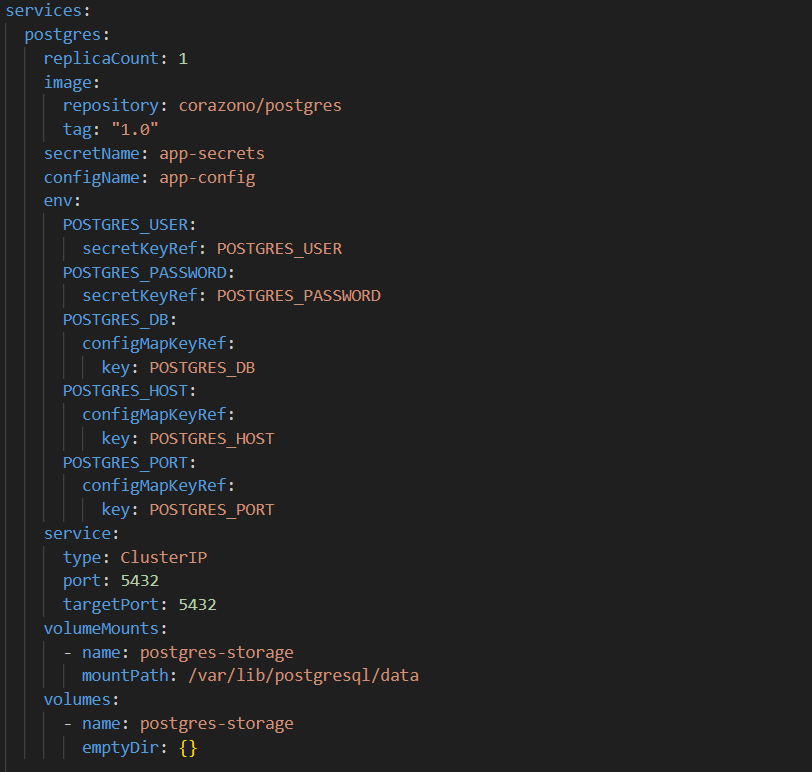 services:
  postgres:
    replicaCount: 1
    image:
      repository: corazono/postgres
      tag: "1.0"
    secretName: app-secrets
    configName: app-config
    env:
      POSTGRES_USER:
        secretKeyRef: POSTGRES_USER
      POSTGRES_PASSWORD:
        secretKeyRef: POSTGRES_PASSWORD
      POSTGRES_DB:
        configMapKeyRef:
          key: POSTGRES_DB
      POSTGRES_HOST:
        configMapKeyRef:
          key: POSTGRES_HOST
      POSTGRES_PORT:
        configMapKeyRef:
          key: POSTGRES_PORT
    service:
      type: ClusterIP
      port: 5432
      targetPort: 5432
    volumeMounts:
      - name: postgres-storage
        mountPath: /var/lib/postgresql/data
    volumes:
      - name: postgres-storage
        emptyDir: {}